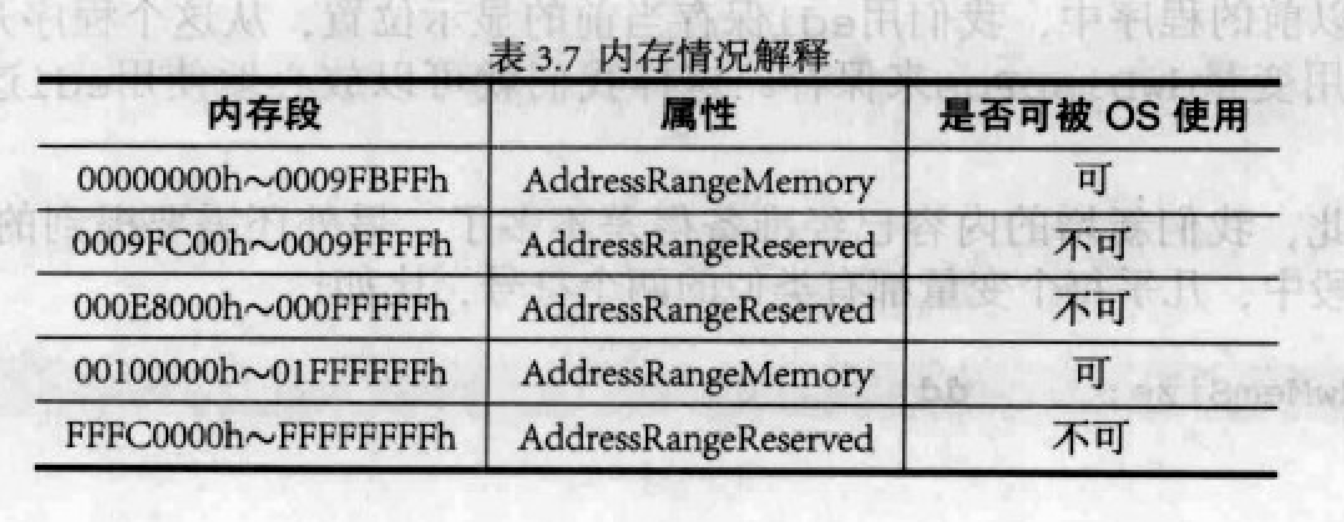 表 3.7 内存情况解释
内存段 属性 是否可被 OS 使用
00000000h～0009FBFFh AddressRangeMemory 可
0009FC00h～0009FFFFh AddressRangeReserved 不可
000E8000h～000FFFFFh AddressRangeReserved 不可
00100000h～01FFFFFFh AddressRangeMemory 可
FFFC0000h～FFFFFFFFh AddressRangeReserved 不可